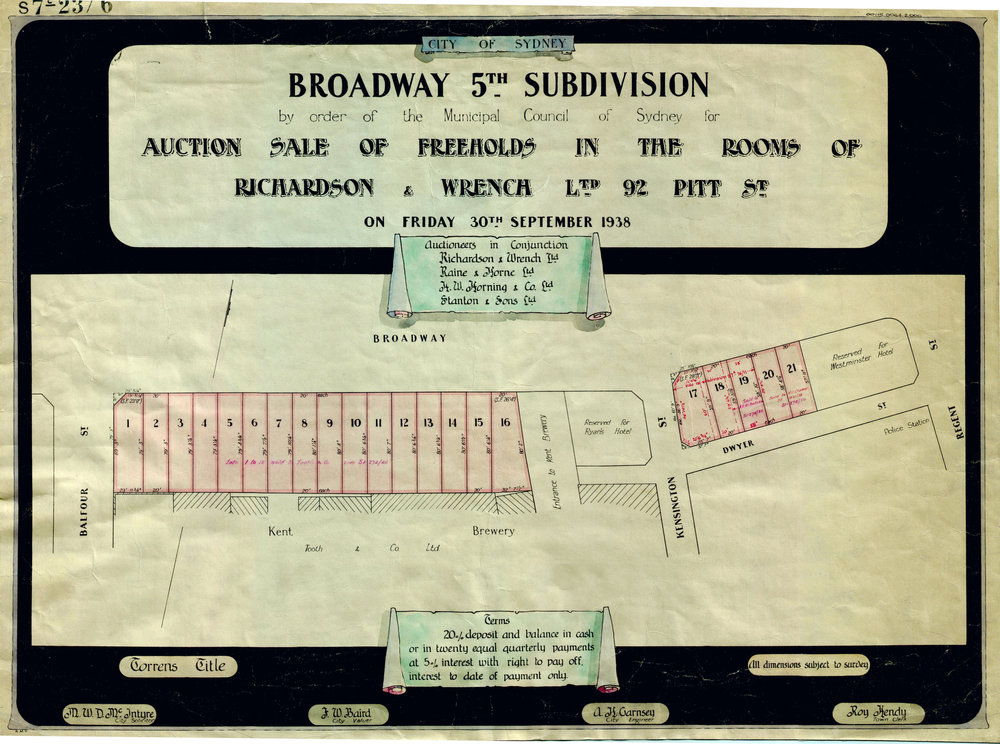 S7-23/6
CITY OF SYDNEY
BROADWAY 5TH SUBDIVISION
by order of the Municipal Council of Sydney for
AUCTION SALE OF FREEHOLDS IN THE ROOMS OF
RICHARDSON & WRENCH LTD 92 PITT ST
ON FRIDAY 30TH SEPTEMBER 1938
Auctioneers in Conjunction
Richardson & Wrench Ltd
Raine & Horne Ltd
H. W. Horning & Co. Ltd
Stanton & Sons Ltd
BROADWAY
Reserved for
Westminster Hotel
ST
REGENT
17 18 19 20 21
DWYER ST
Police Station
1 2 3 4 5 6 7 8 9 10 11 12 13 14 15 16
20' each
BALFOUR ST
Entrance to Kent Brewery
Reserved for
Ryan's Hotel
KENSINGTON ST
Kent Brewery
Tooth & Co Ltd
Terms
20% deposit and balance in cash
or in twenty equal quarterly payments
at 5% interest with right to pay off,
interest to date of payment only.
Torrens Title
All dimensions subject to survey
M. W. D. Mc Intyre
City Solicitor
J. W. Baird
City Valuer
A. H. Garnsey
City Engineer
Roy Hendy
Town Clerk